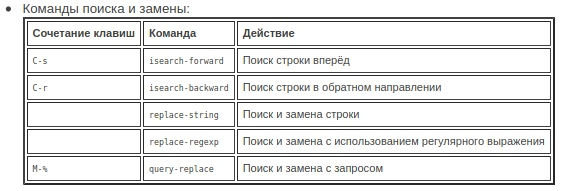 Команды поиска и замены:
Сочетание клавиш Команда Действие
C-s isearch-forward Поиск строки вперёд
C-r isearch-backward Поиск строки в обратном направлении
replace-string Поиск и замена строки
replace-regexp Поиск и замена с использованием регулярного выражения
M-% query-replace Поиск и замена с запросом